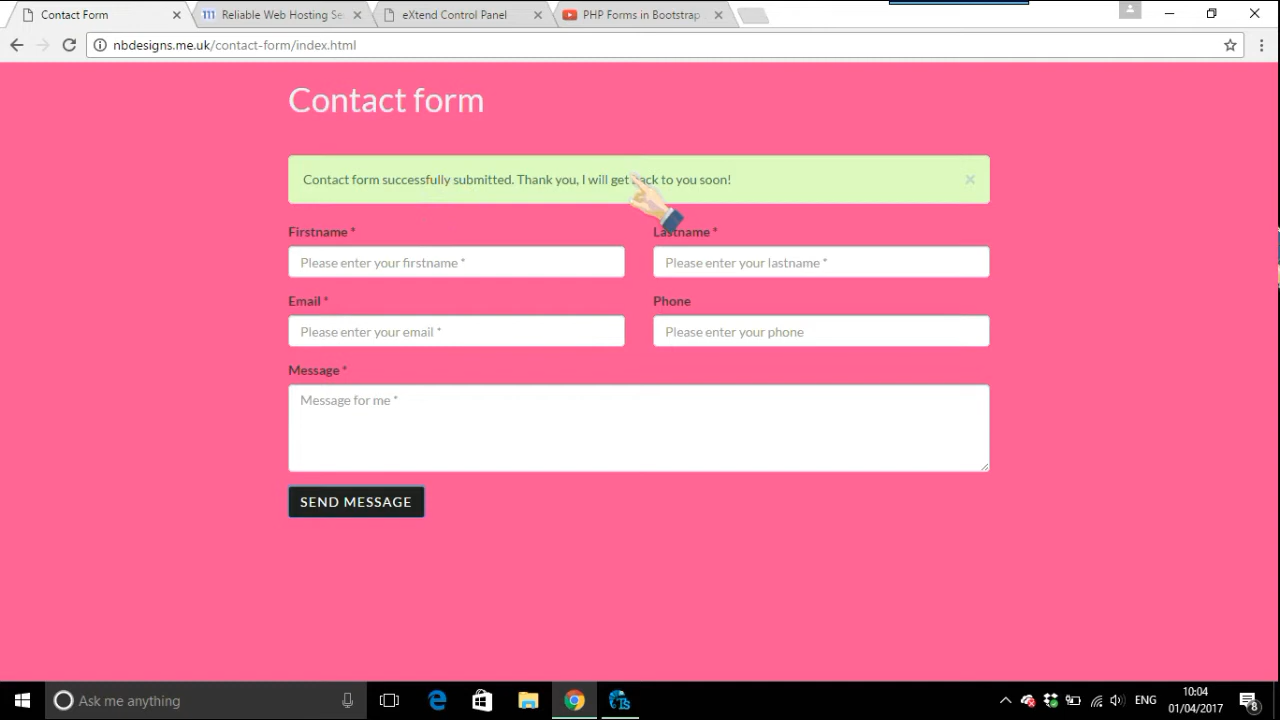 Contact Form
Reliable Web Hosting Se
eXtend Control Panel
PHP Forms in Bootstrap
nbdesigns.me.uk/contact-form/index.html
Contact form
Contact form successfully submitted. Thank you, I will get back to you soon!
Firstname *
Lastname *
Please enter your firstname *
Please enter your lastname *
Email *
Phone
Please enter your email *
Please enter your phone
Message *
Message for me *
SEND MESSAGE
Ask me anything
ENG
10:04
01/04/2017
8